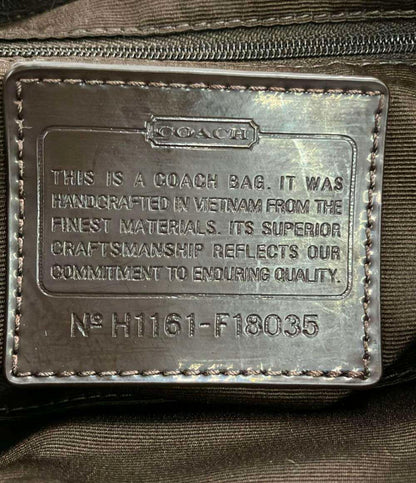 COACH
THIS IS A COACH BAG. IT WAS
HANDCRAFTED IN VIETNAM FROM THE
FINEST MATERIALS. ITS SUPERIOR
CRAFTSMANSHIP REFLECTS OUR
COMMITMENT TO ENDURING QUALITY.
Nº H1161-F18035